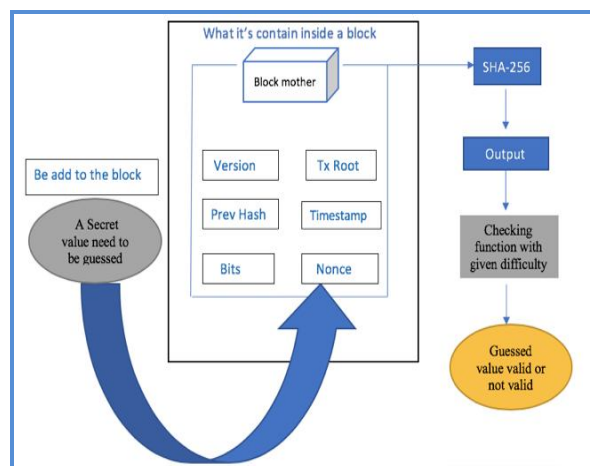 What it's contain inside a block
Block mother
Version
Tx Root
Prev Hash
Timestamp
Bits
Nonce
Be add to the block
A Secret
value need to
be guessed
SHA-256
Output
Checking
function with
given difficulty
Guessed
value valid or
not valid